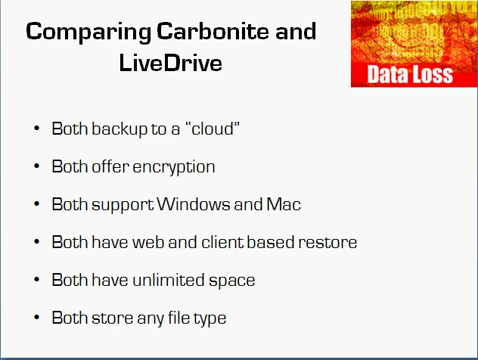 Comparing Carbonite and
LiveDrive
Data Loss
• Both backup to a “cloud”
• Both offer encryption
• Both support Windows and Mac
• Both have web and client based restore
• Both have unlimited space
• Both store any file type